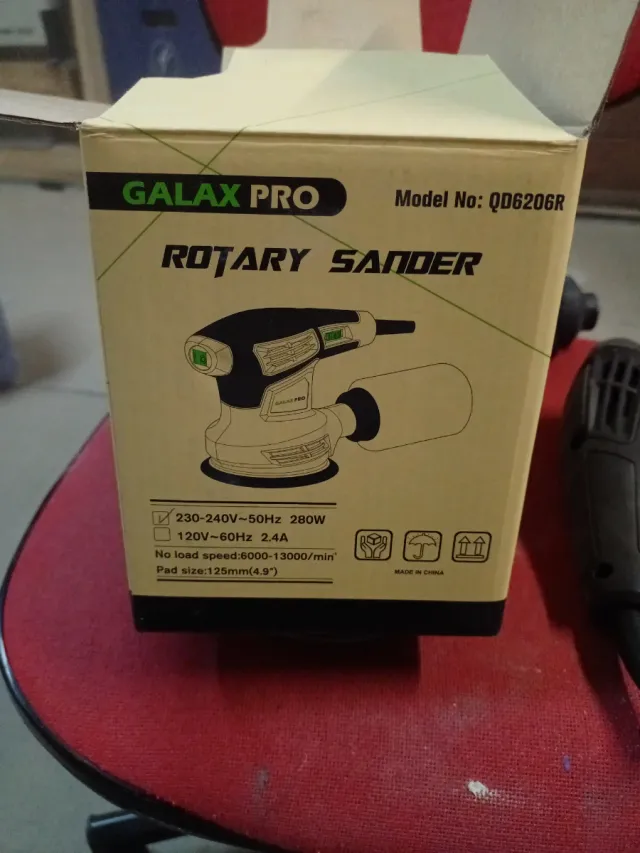 GALAX PRO
Model No: QD6206R
ROTARY SANDER
GALAX PRO
230-240V~50Hz 280W
120V~60Hz 2.4A
No load speed:6000-13000/min
Pad size:125mm(4.9")
MADE IN CHINA